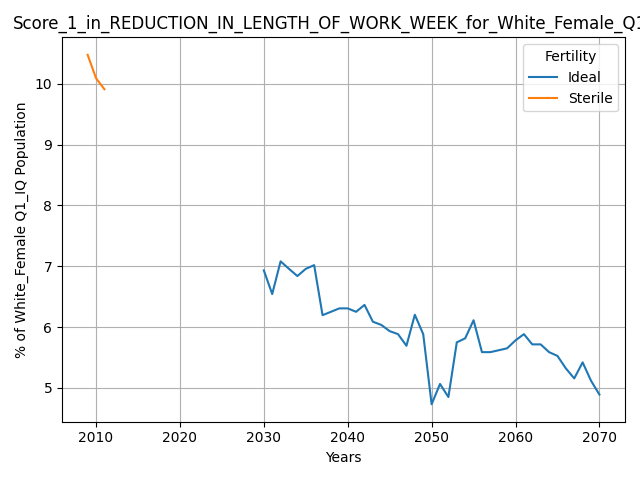 Score_1_in_REDUCTION_IN_LENGTH_OF_WORK_WEEK_for_White_Female_Q1
Fertility
Ideal
Sterile
% of White_Female Q1_IQ Population
10
9
8
7
6
5
2010 2020 2030 2040 2050 2060 2070
Years